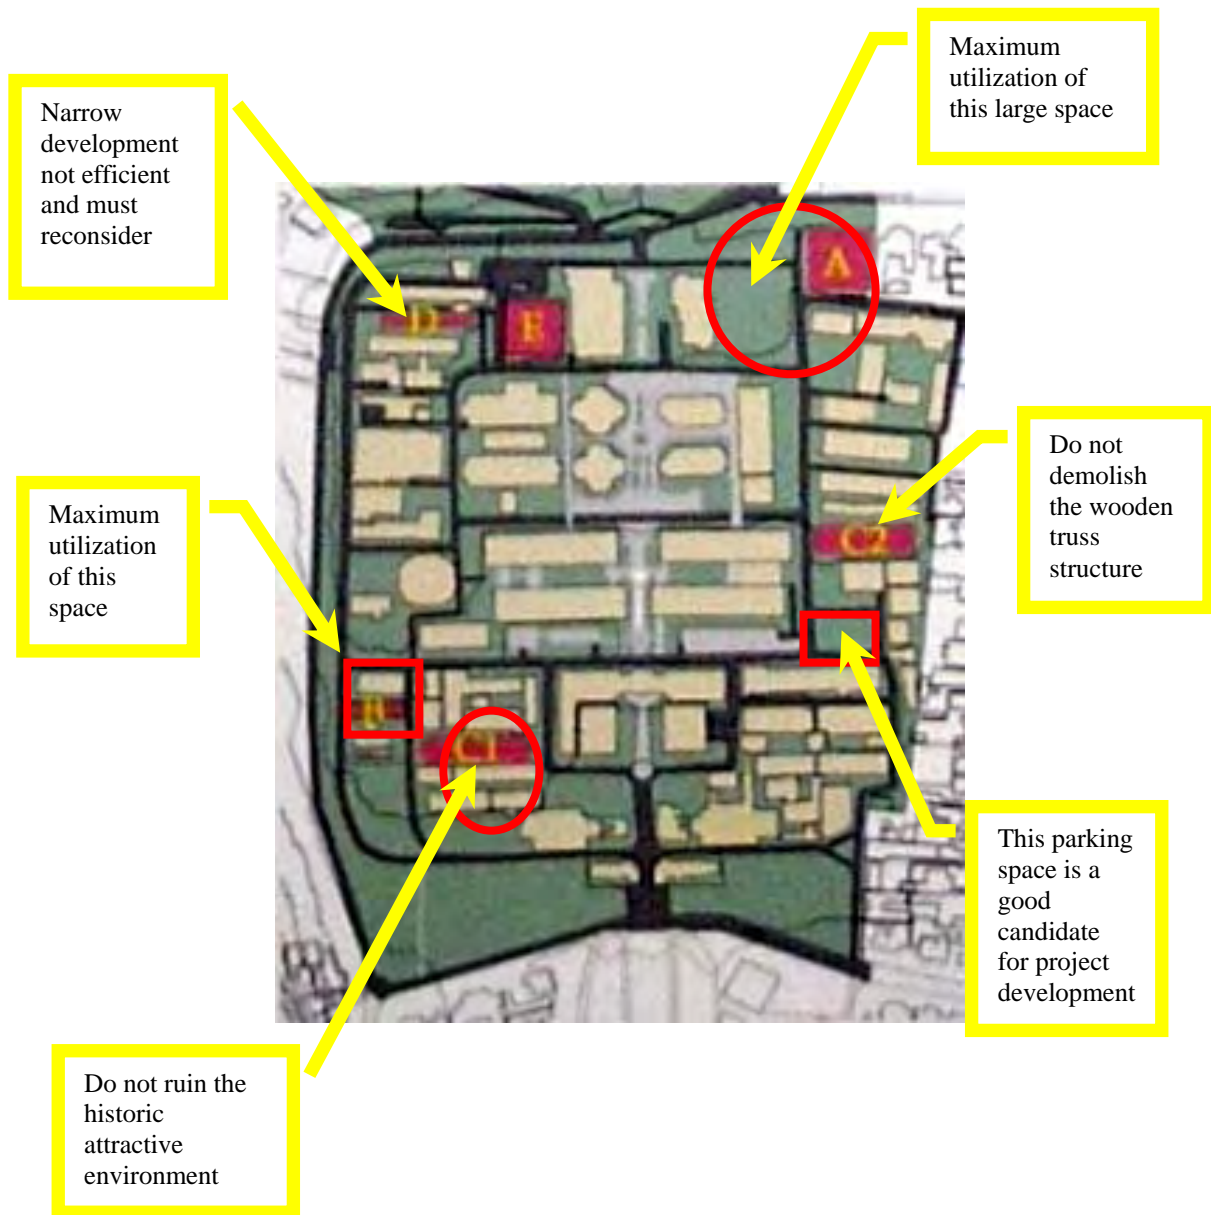 Maximum
utilization of
this large space
Narrow
development
not efficient
and must
reconsider
A
D
E
Do not
demolish
the wooden
truss
structure
Maximum
utilization
of this
space
C2
C1
This parking
space is a
good
candidate
for project
development
Do not ruin the
historic
attractive
environment